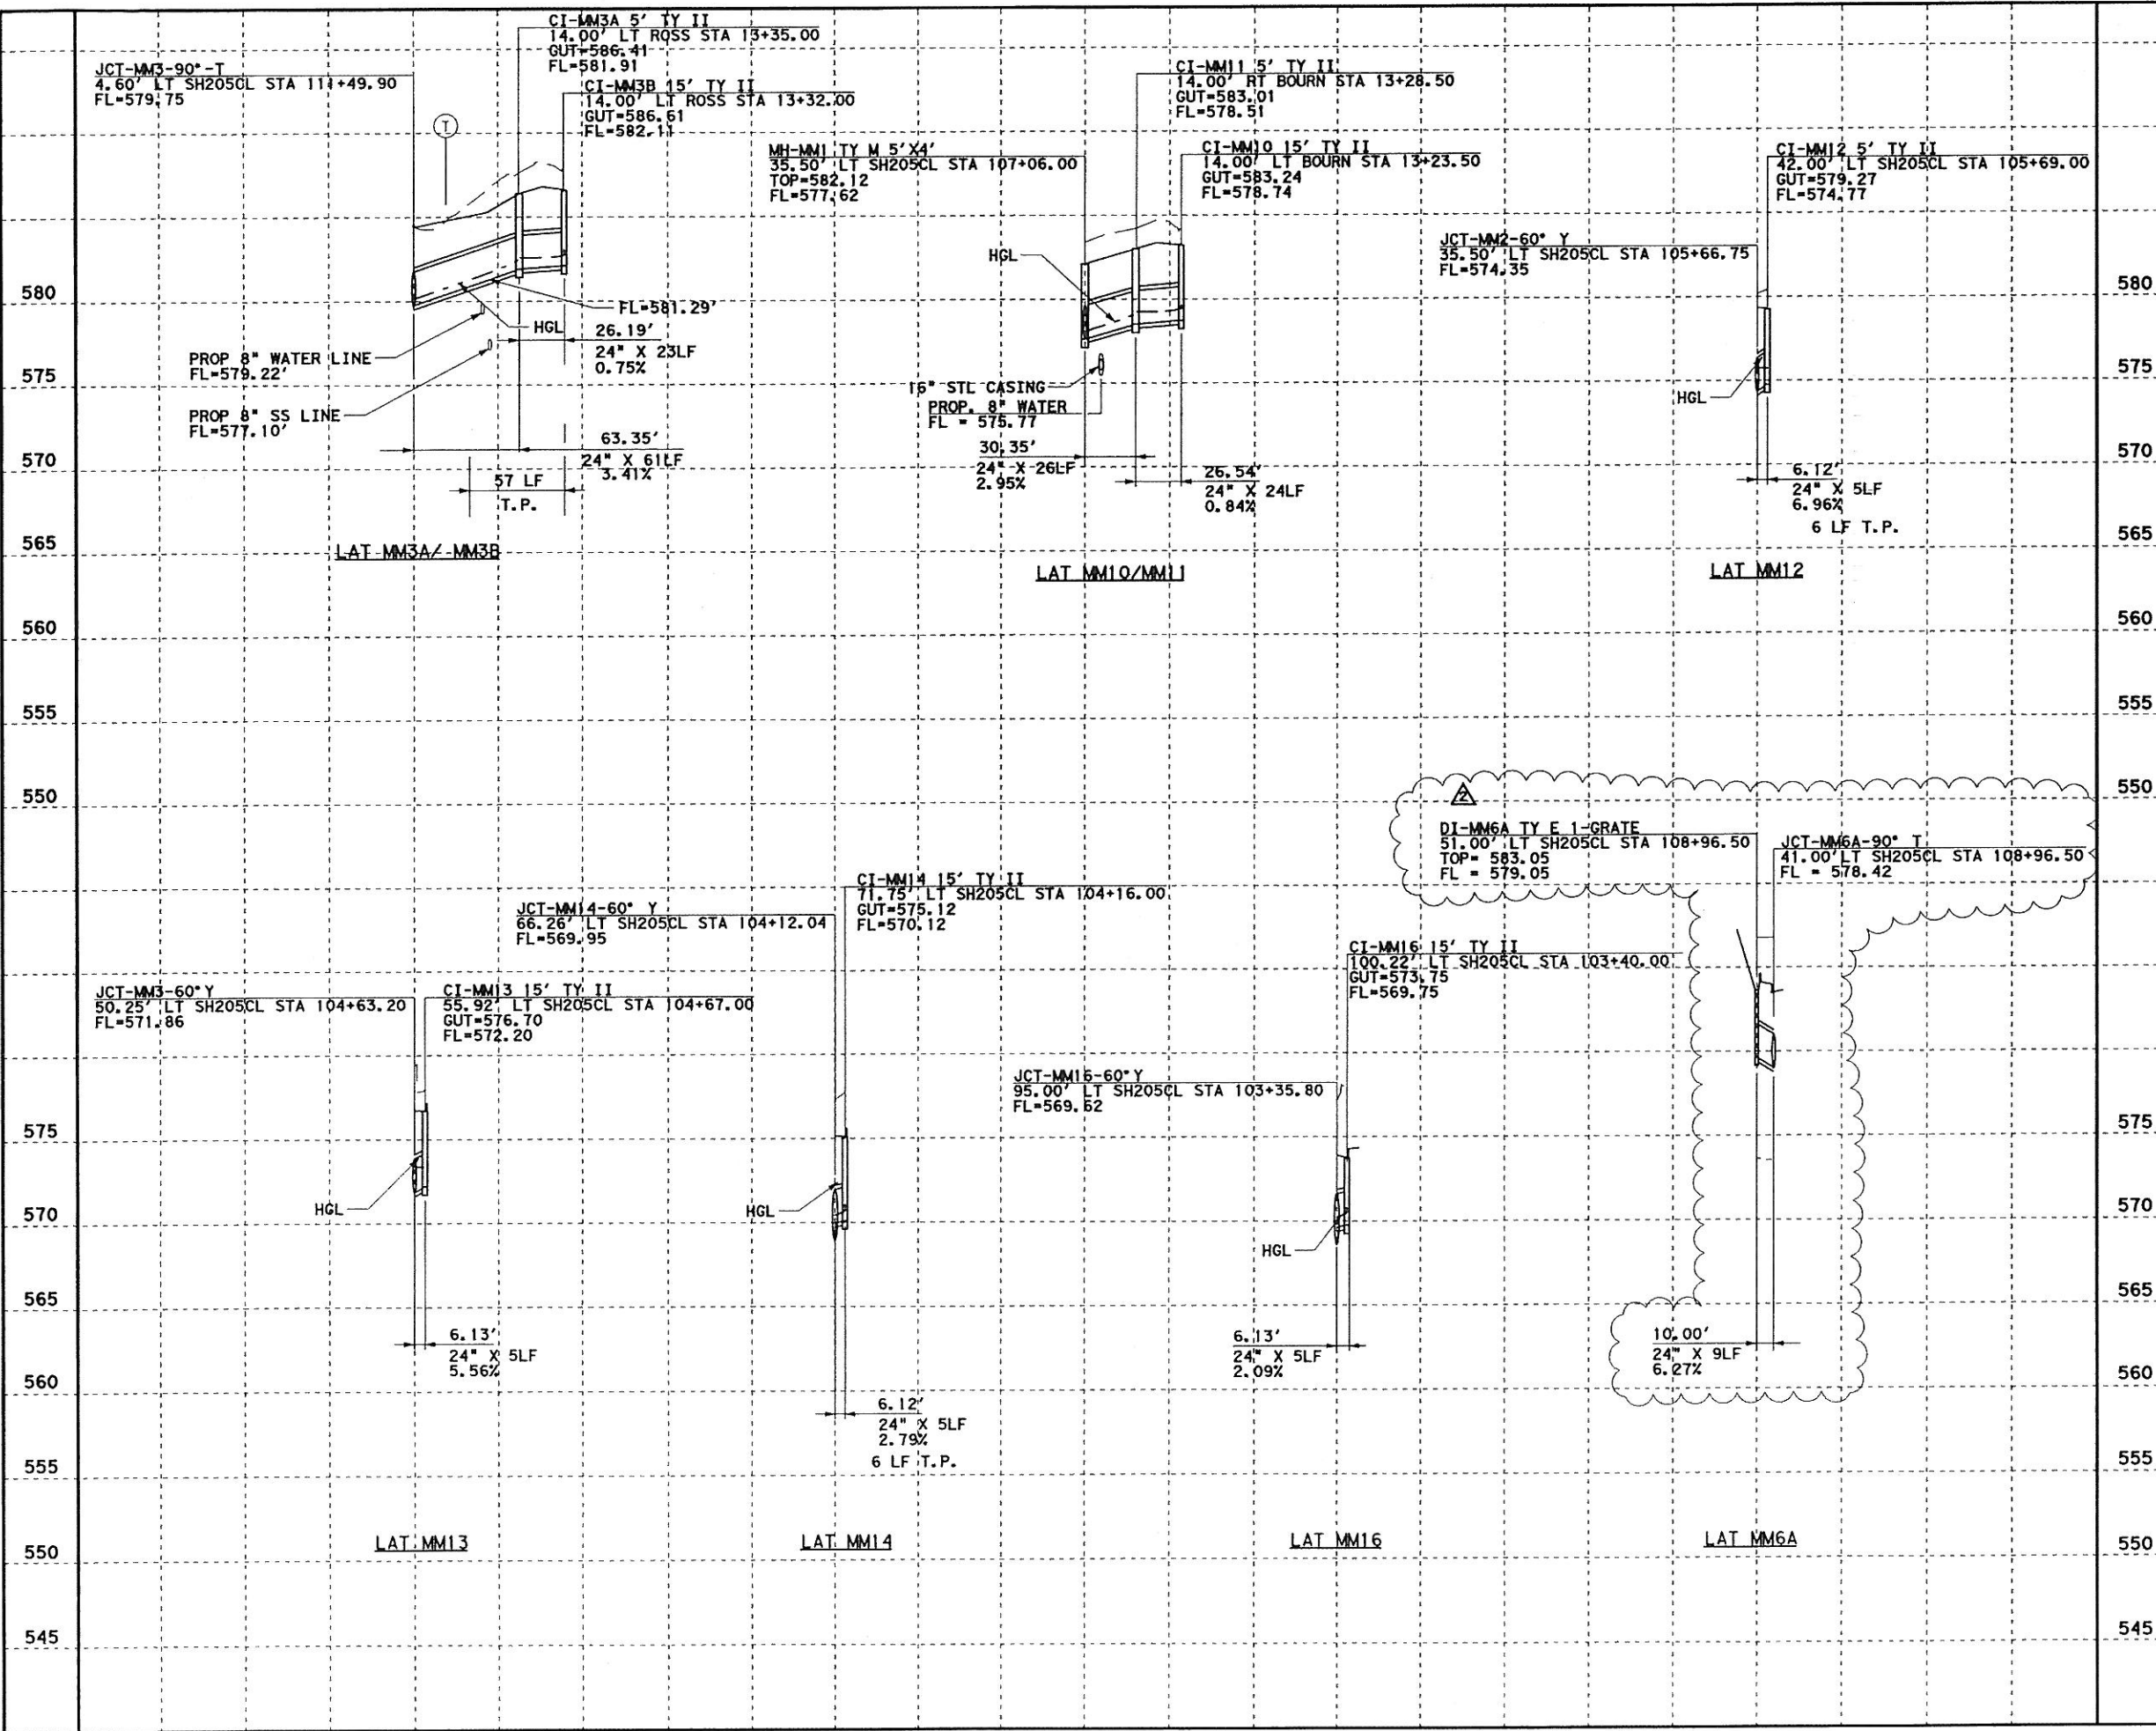 CI-MM3A 5' TY II
14.00' LT ROSS STA 13+35.00
GUT=586.41
FL=581.91
JCT-MM3-90°-T
4.60' LT SH205CL STA 111+49.90
FL=579.75
CI-MM3B 15' TY II
14.00' LT ROSS STA 13+32.00
GUT=586.61
FL=582.11
T
CI-MM11 5' TY II
14.00' RT BOURN STA 13+28.50
GUT=583.01
FL=578.51
MH-MM1 TY M 5'X4'
35.50' LT SH205CL STA 107+06.00
TOP=582.12
FL=577.62
CI-MM10 15' TY II
14.00' LT BOURN STA 13+23.50
GUT=583.24
FL=578.74
CI-MM12 5' TY II
42.00' LT SH205CL STA 105+69.00
GUT=579.27
FL=574.77
JCT-MM2-60° Y
35.50' LT SH205CL STA 105+66.75
FL=574.35
HGL
580
580
FL=581.29'
HGL
26.19'
24" X 23LF
0.75%
PROP 8" WATER LINE
FL=579.22'
575
575
16" STL CASING
PROP. 8" WATER
FL = 575.77
HGL
PROP 8" SS LINE
FL=577.10'
63.35'
24" X 61LF
3.41%
30.35'
24" X 26LF
2.95%
570
570
57 LF
T.P.
26.54'
24" X 24LF
0.84%
6.12'
24" X 5LF
6.96%
6 LF T.P.
565
565
LAT MM3A/ MM3B
LAT MM10/MM11
LAT MM12
560
560
555
555
550
550
2
DI-MM6A TY E 1-GRATE
51.00' LT SH205CL STA 108+96.50
TOP= 583.05
FL = 579.05
JCT-MM6A-90° T
41.00' LT SH205CL STA 108+96.50
FL = 578.42
CI-MM14 15' TY II
71.75' LT SH205CL STA 104+16.00
GUT=575.12
FL=570.12
JCT-MM14-60° Y
66.26' LT SH205CL STA 104+12.04
FL=569.95
CI-MM16 15' TY II
100.22' LT SH205CL STA 103+40.00
GUT=573.75
FL=569.75
JCT-MM3-60° Y
50.25' LT SH205CL STA 104+63.20
FL=571.86
CI-MM13 15' TY II
55.92' LT SH205CL STA 104+67.00
GUT=576.70
FL=572.20
JCT-MM16-60° Y
95.00' LT SH205CL STA 103+35.80
FL=569.62
575
575
HGL
HGL
570
570
HGL
565
565
6.13'
24" X 5LF
5.56%
6.13'
24" X 5LF
2.09%
10.00'
24" X 9LF
6.27%
560
560
6.12'
24" X 5LF
2.79%
6 LF T.P.
555
555
LAT MM13
LAT MM14
LAT MM16
LAT MM6A
550
550
545
545